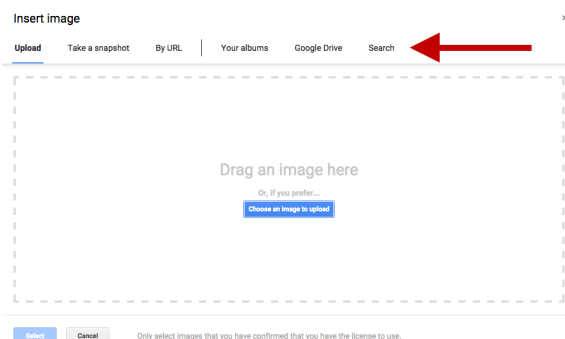 Insert image
Upload Take a snapshot By URL Your albums Google Drive Search
Drag an image here
Or, if you prefer...
Choose an image to upload
Select Cancel Only select images that you have confirmed that you have the license to use.